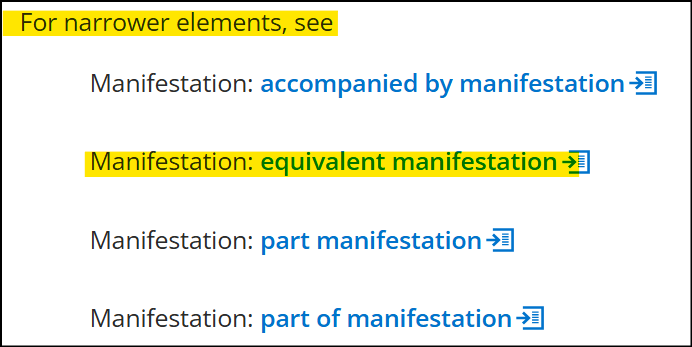 For narrower elements, see
Manifestation: accompanied by manifestation
Manifestation: equivalent manifestation
Manifestation: part manifestation
Manifestation: part of manifestation